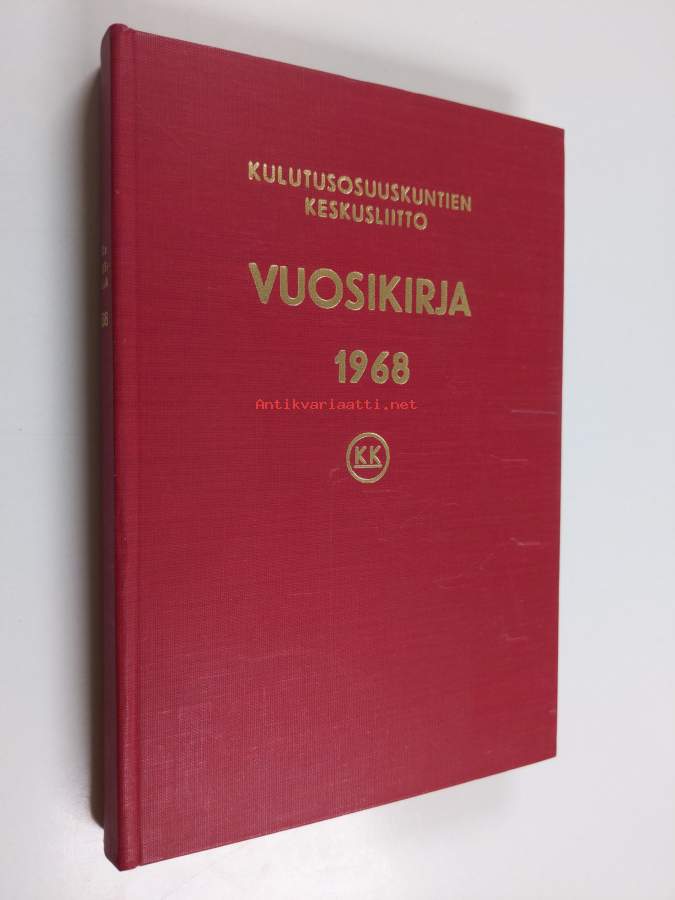 KULUTUSOSUUSKUNTIEN
KESKUSLIITTO
VUOSIKIRJA
1968
Antikvariaatti.net
KK